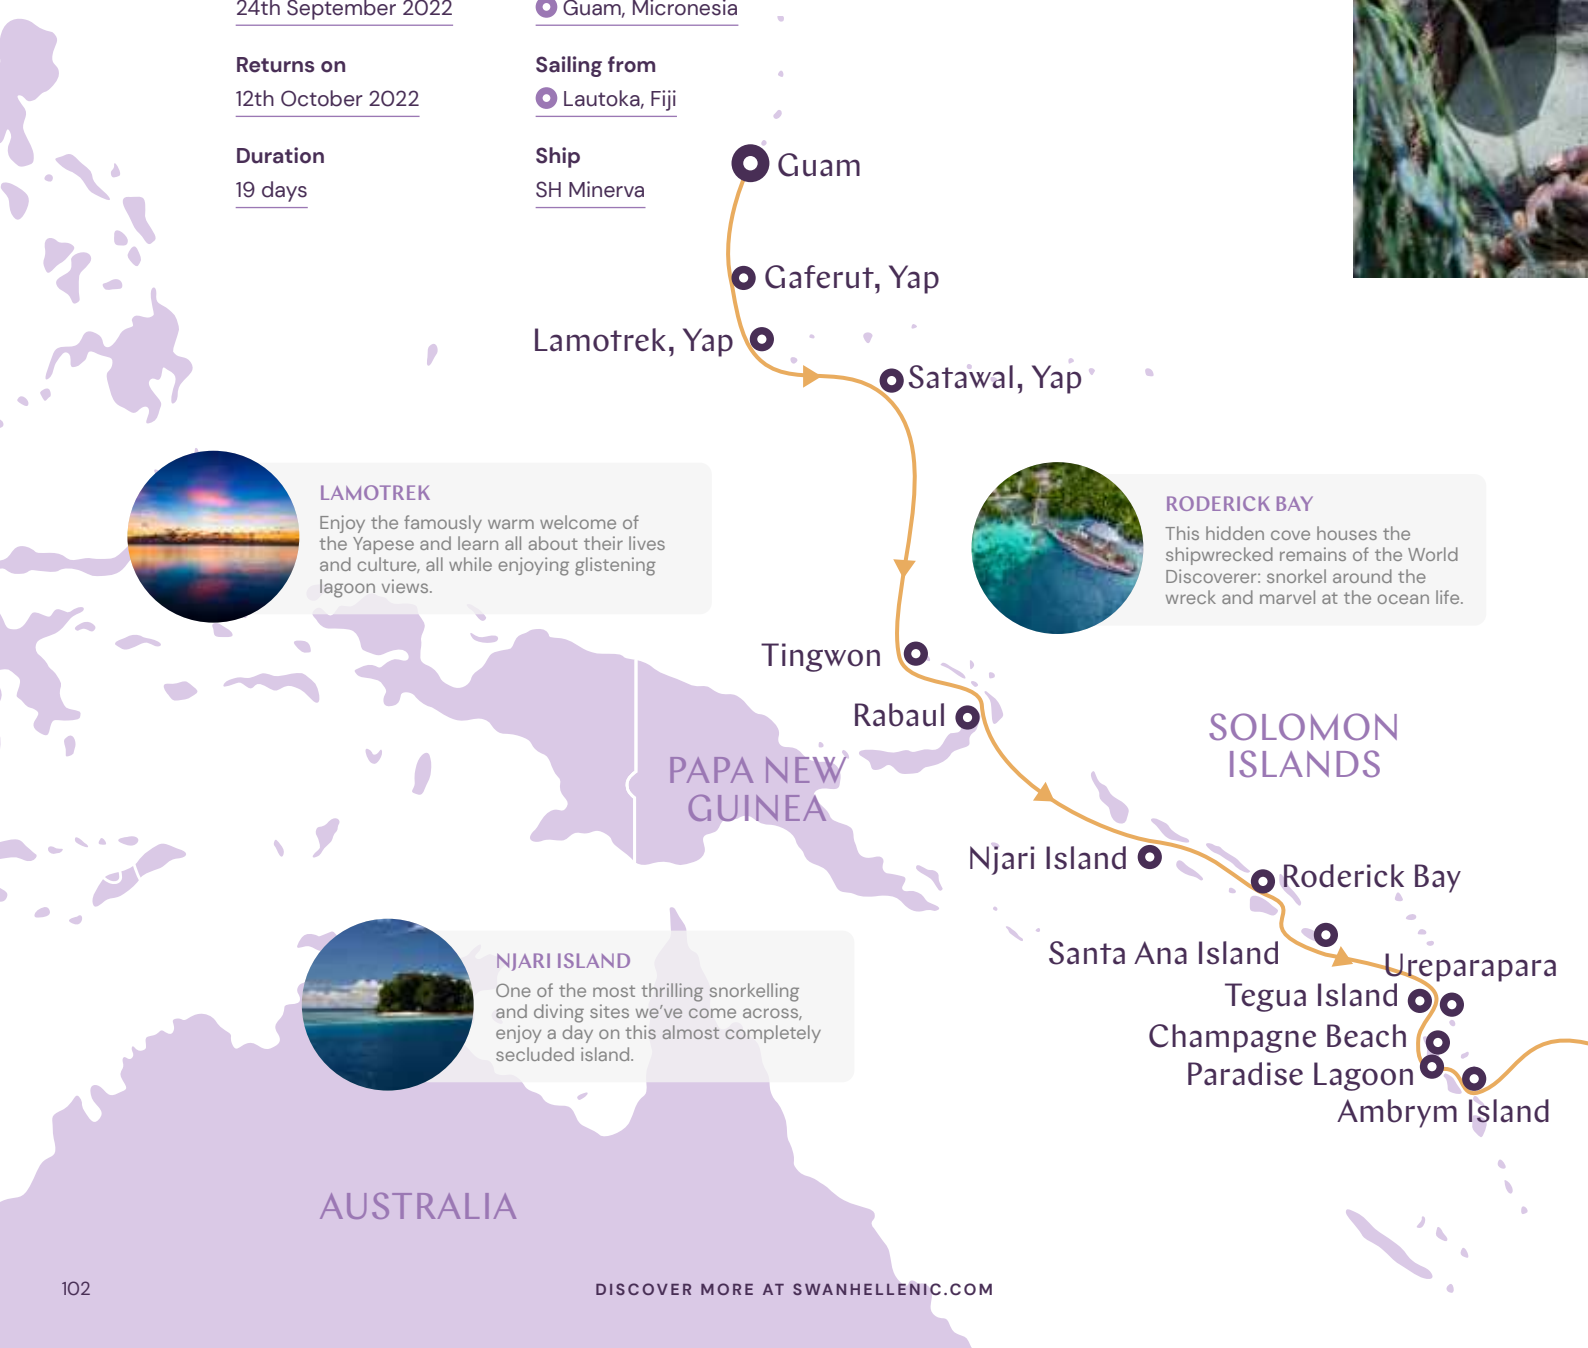 24th September 2022
Guam, Micronesia
Returns on
12th October 2022
Sailing from
Lautoka, Fiji
Duration
19 days
Ship
SH Minerva
Guam
Gaferut, Yap
Lamotrek, Yap
Satawal, Yap
LAMOTREK
Enjoy the famously warm welcome of
the Yapese and learn all about their lives
and culture, all while enjoying glistening
lagoon views.
RODERICK BAY
This hidden cove houses the
shipwrecked remains of the World
Discoverer: snorkel around the
wreck and marvel at the ocean life.
Tingwon
Rabaul
SOLOMON
ISLANDS
PAPA NEW
GUINEA
Njari Island
Roderick Bay
Santa Ana Island
Ureparapara
Tegua Island
Champagne Beach
Paradise Lagoon
Ambrym Island
NJARI ISLAND
One of the most thrilling snorkelling
and diving sites we've come across,
enjoy a day on this almost completely
secluded island.
AUSTRALIA
102
DISCOVER MORE AT SWANHELLENIC.COM